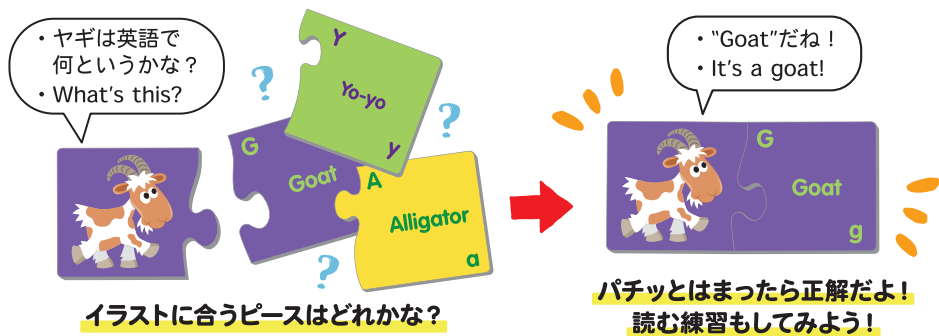 ・ヤギは英語で
何というかな？
・What's this?
Y
Yo-yo
Y
G
Goat
A
Alligator
a
イラストに合うピースはどれかな？
・“Goat”だね！
・It's a goat!
G
Goat
g
パチッとはまったら正解だよ！
読む練習もしてみよう！